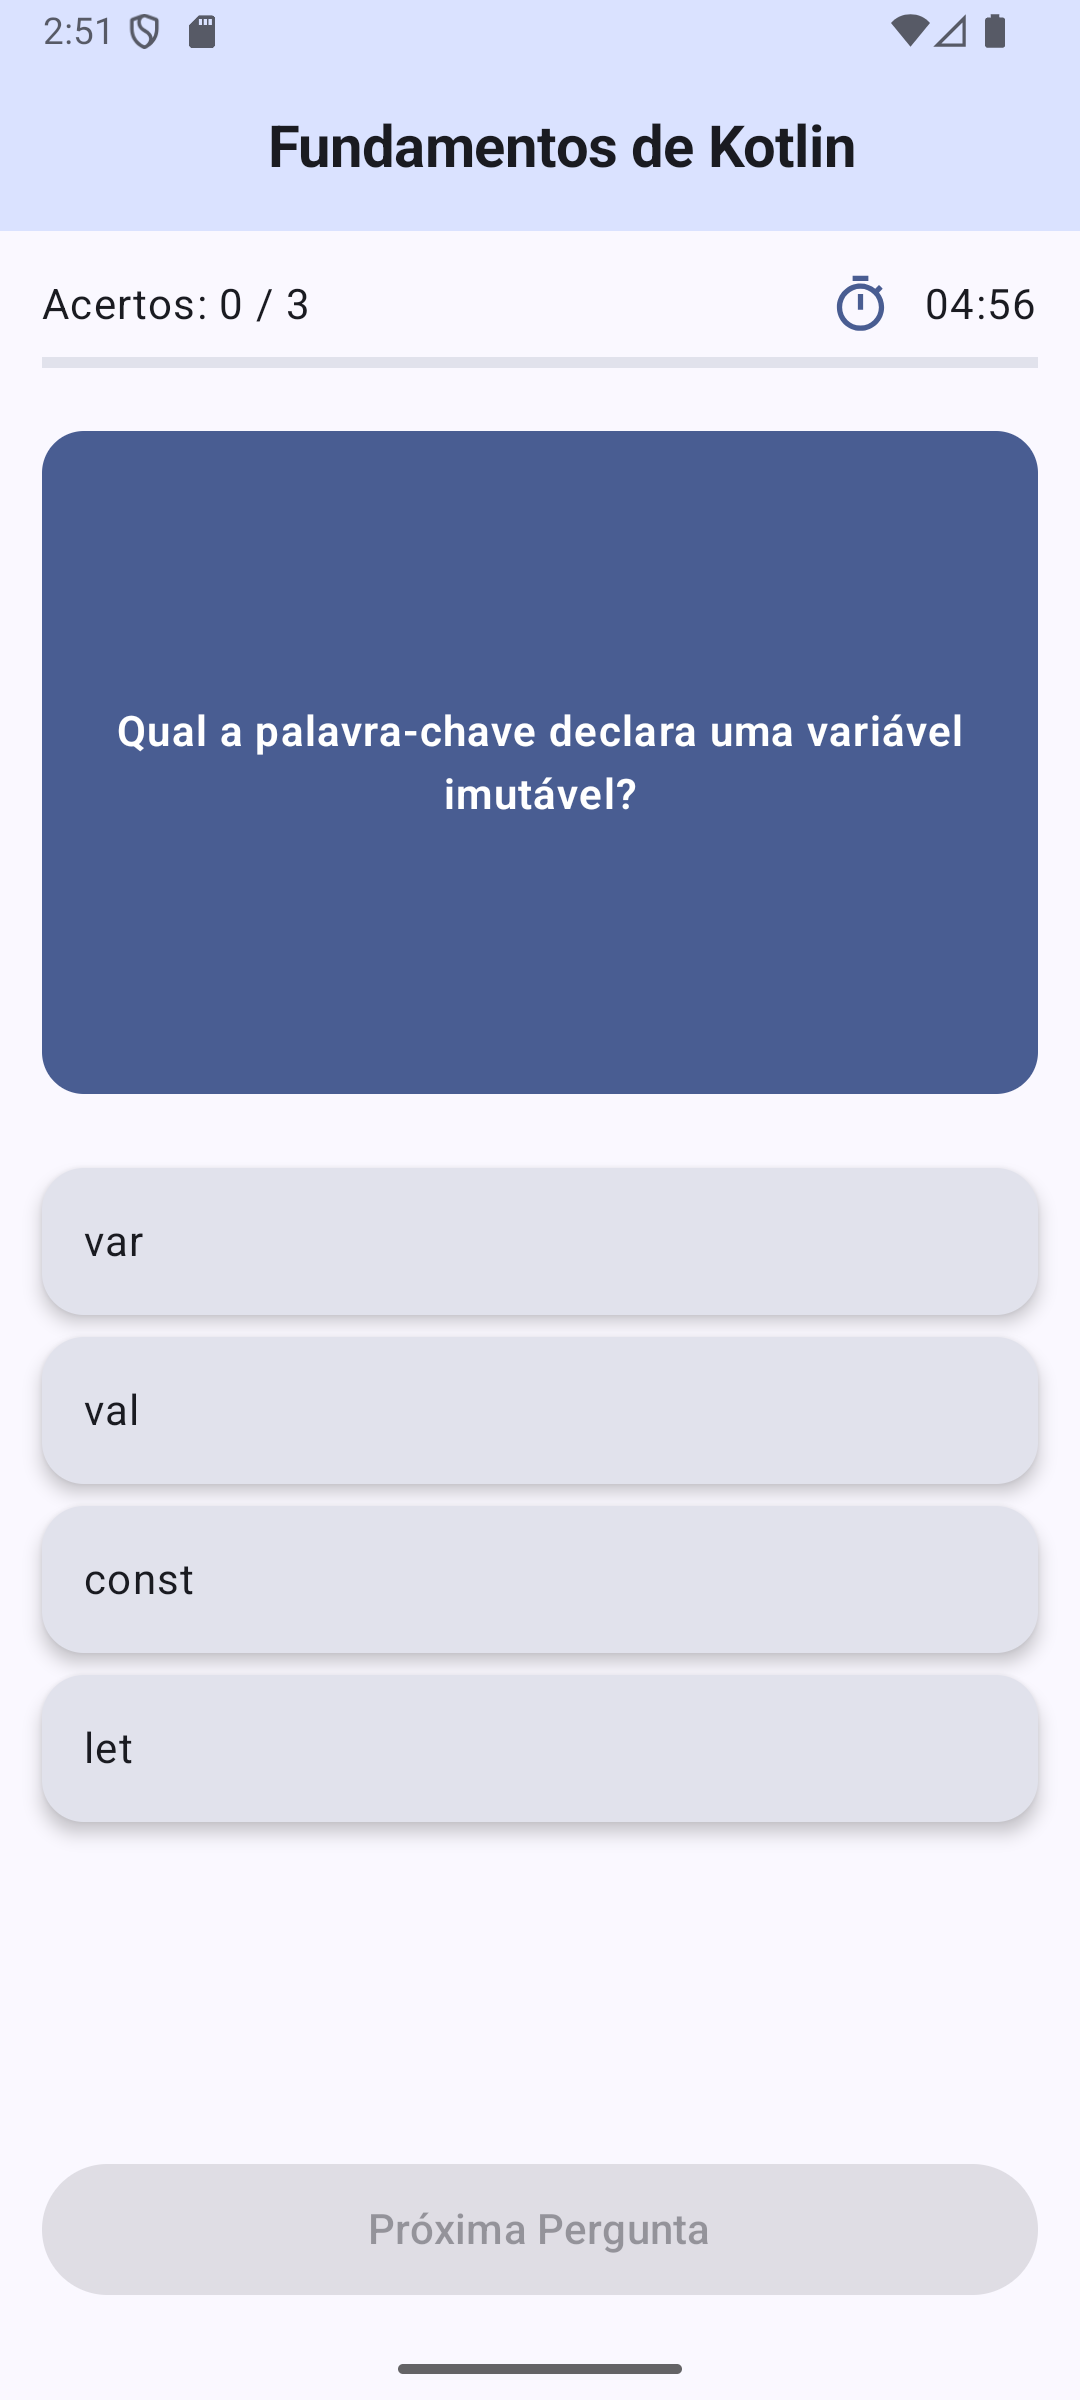 2:51
Fundamentos de Kotlin
Acertos: 0 / 3
04:56
Qual a palavra-chave declara uma variável
imutável?
var
val
const
let
Próxima Pergunta